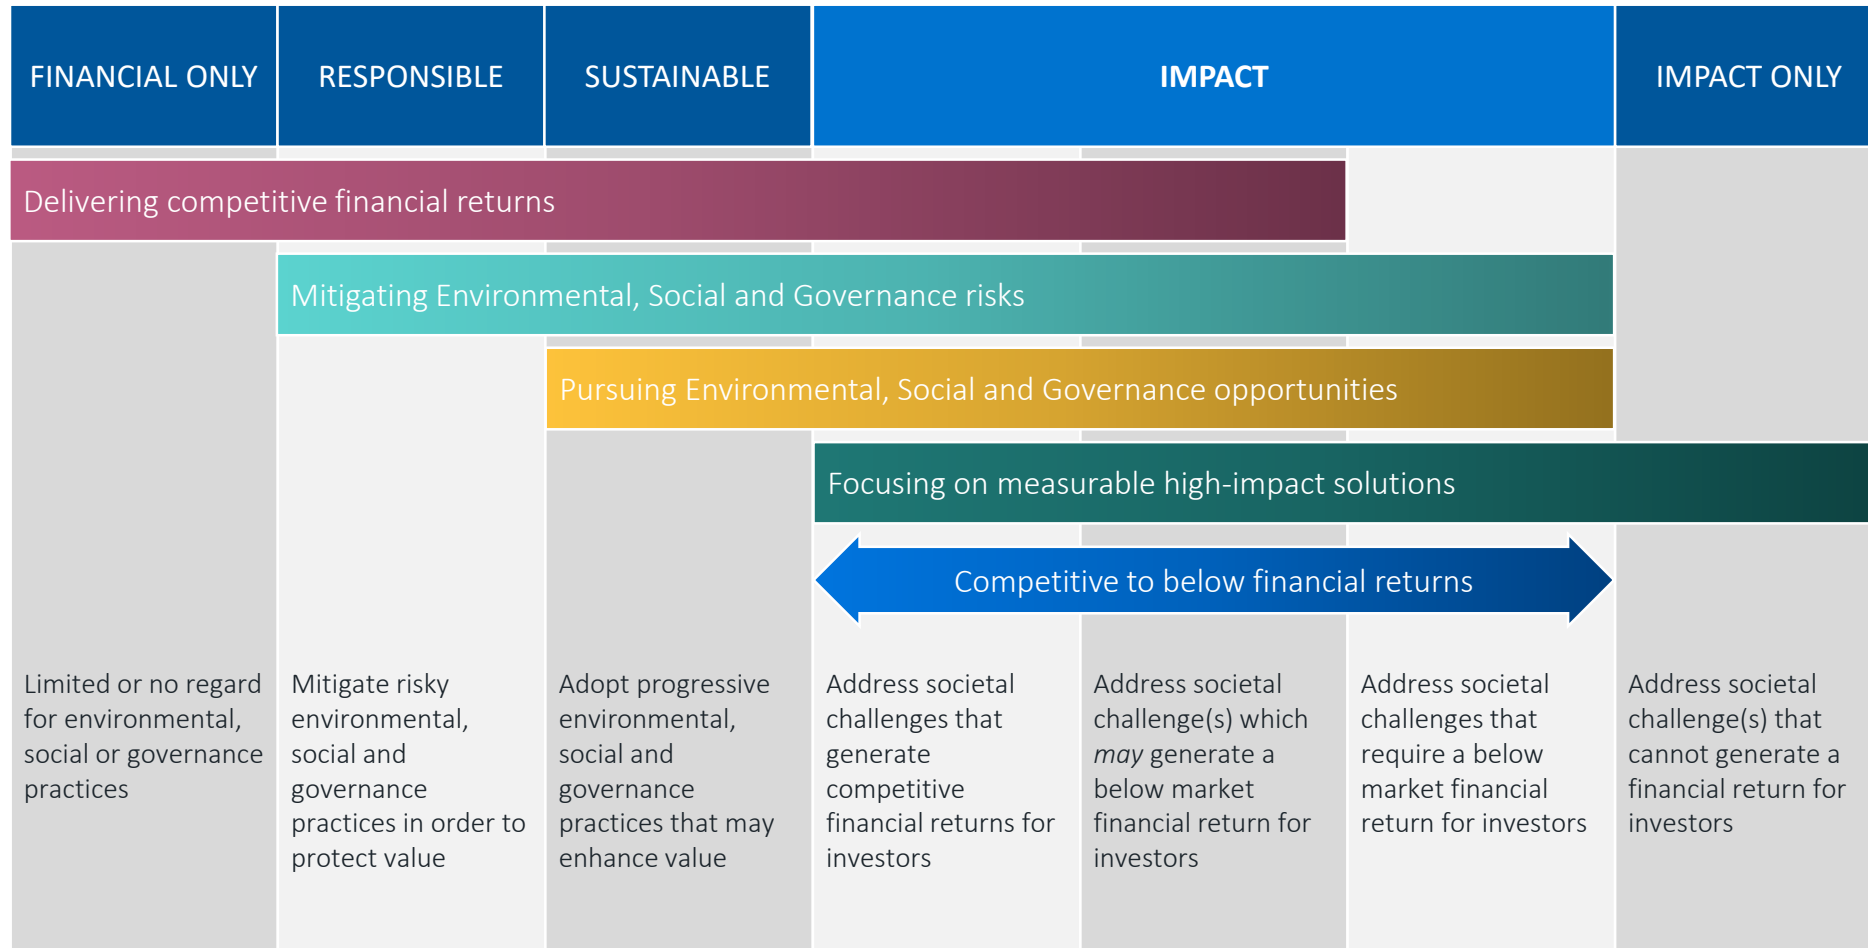 FINANCIAL ONLY
RESPONSIBLE
SUSTAINABLE
IMPACT
IMPACT ONLY
Delivering competitive financial returns
Mitigating Environmental, Social and Governance risks
Pursuing Environmental, Social and Governance opportunities
Focusing on measurable high-impact solutions
Competitive to below financial returns
Limited or no regard
for environmental,
social or governance
practices
Mitigate risky
environmental,
social and
governance
practices in order to
protect value
Adopt progressive
environmental,
social and
governance
practices that may
enhance value
Address societal
challenges that
generate
competitive
financial returns for
investors
Address societal
challenge(s) which
may generate a
below market
financial return for
investors
Address societal
challenges that
require a below
market financial
return for investors
Address societal
challenge(s) that
cannot generate a
financial return for
investors